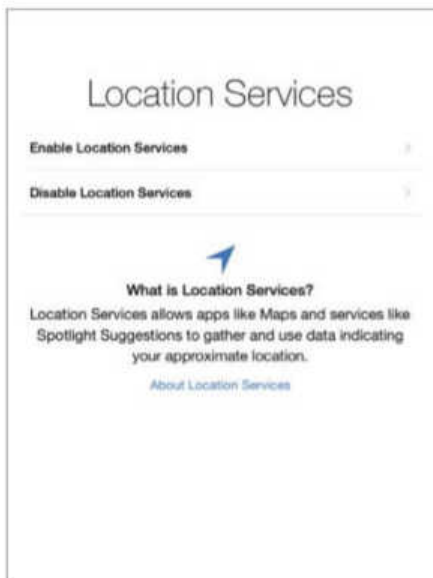 Location Services
Enable Location Services
Disable Location Services
What is Location Services?
Location Services allows apps like Maps and services like
Spotlight Suggestions to gather and use data indicating
your approximate location.
About Location Services